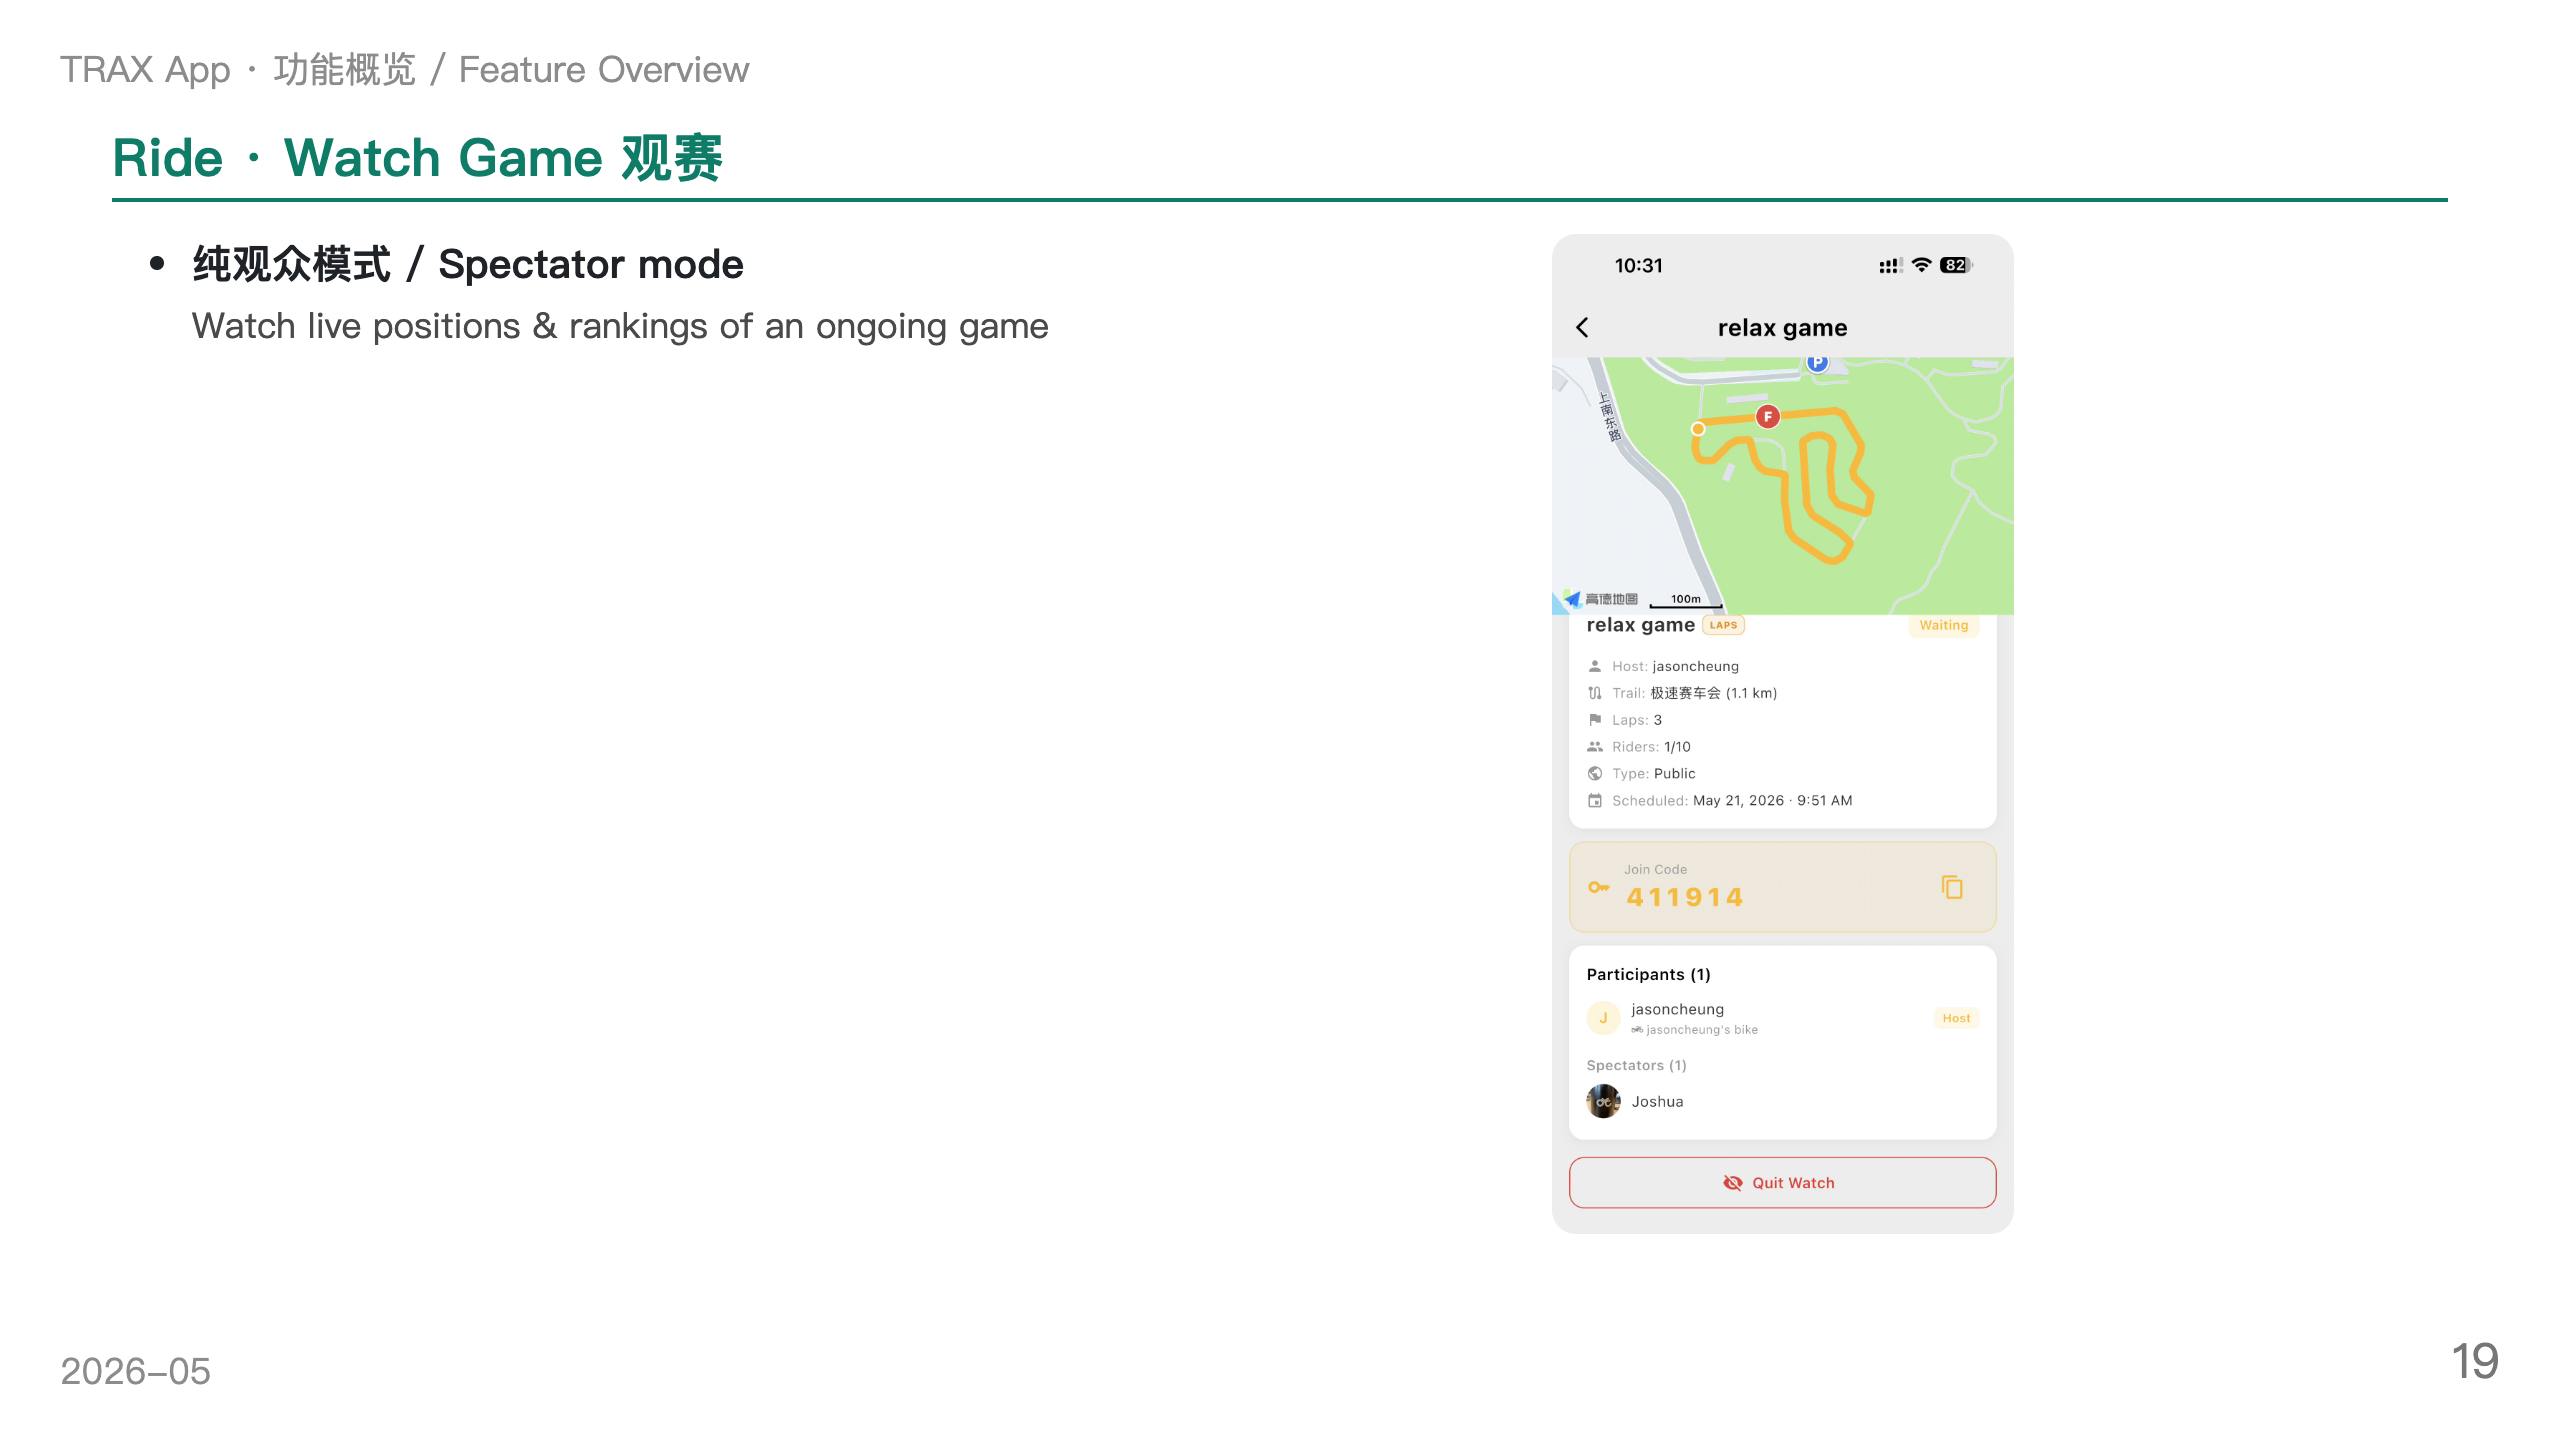 TRAX App · 功能概览 / Feature Overview
Ride · Watch Game 观赛
• 纯观众模式 / Spectator mode
Watch live positions & rankings of an ongoing game
10:31
82
relax game
P
F
上南东路
高德地图
100m
relax game LAPS Waiting
Host: jasoncheung
Trail: 极速赛车会 (1.1 km)
Laps: 3
Riders: 1/10
Type: Public
Scheduled: May 21, 2026 · 9:51 AM
Join Code
411914
Participants (1)
J
jasoncheung
jasoncheung's bike
Host
Spectators (1)
Joshua
Quit Watch
2026-05
19